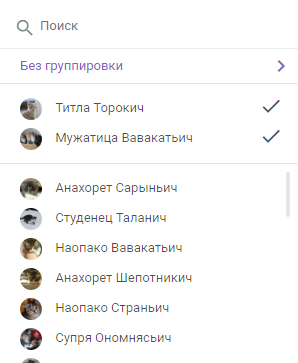 Поиск
Без группировки
Титла Торокич
Мужатица Вавакатьич
Анахорет Сарыньич
Студенец Таланич
Наопако Вавакатьич
Анахорет Шепотникич
Наопако Страньич
Супря Ономнясьич